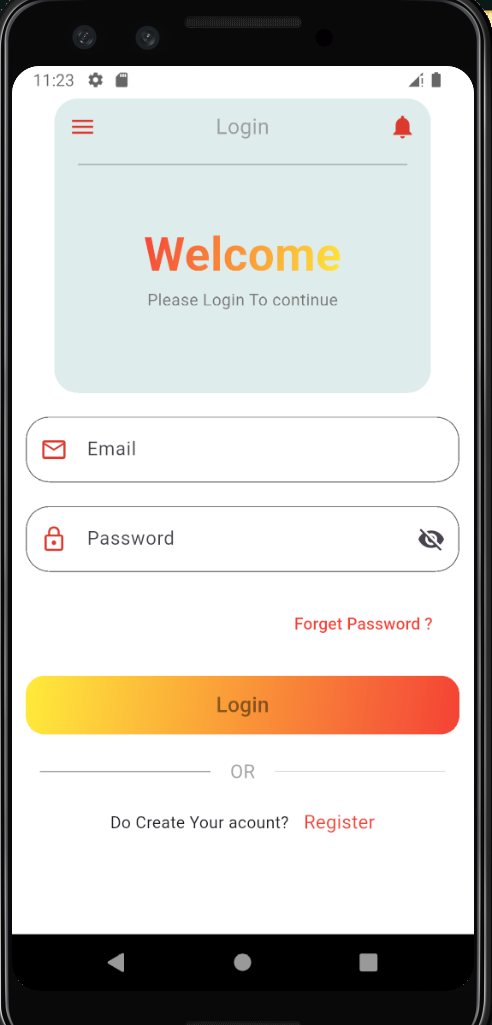 11:23
Login
Welcome
Please Login To continue
Email
Password
Forget Password ?
Login
OR
Do Create Your acount? Register